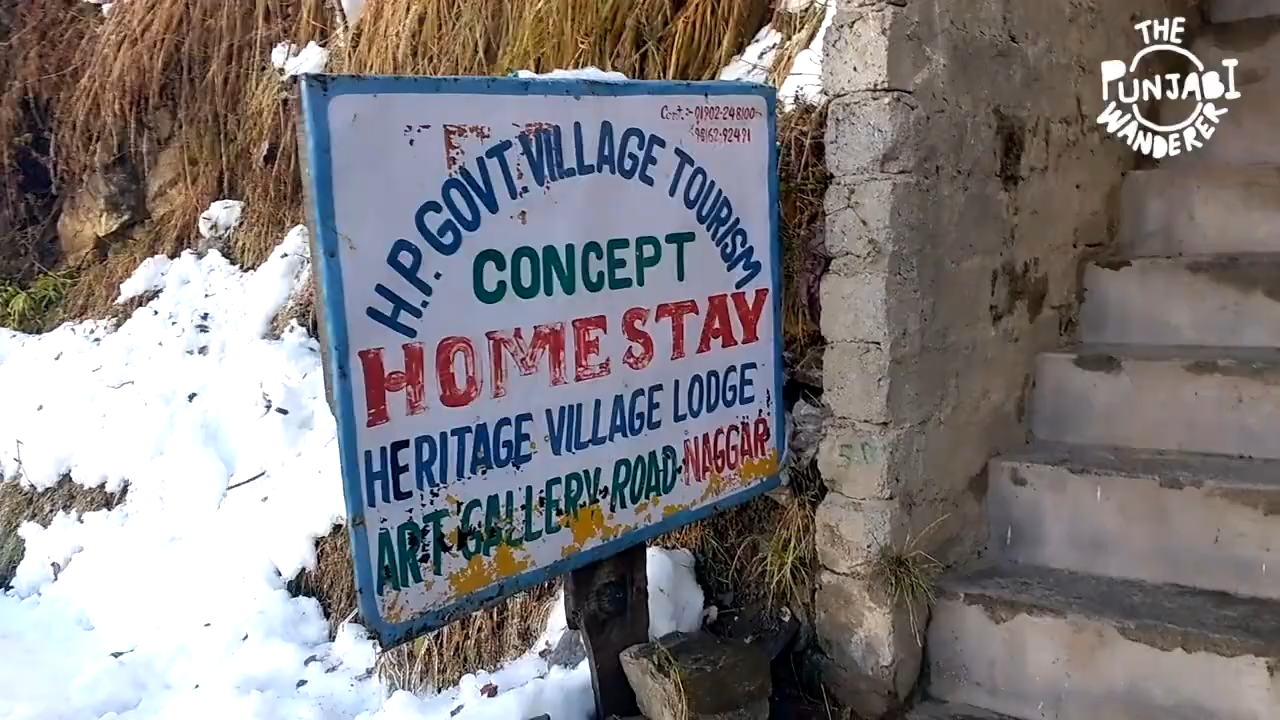 Cont.:- 01902-248100
98162-92491
H.P. GOVT. VILLAGE TOURISM
CONCEPT
HOME STAY
HERITAGE VILLAGE LODGE
ART GALLERY ROAD-NAGGAR
THE
PUNJABI
WANDERER